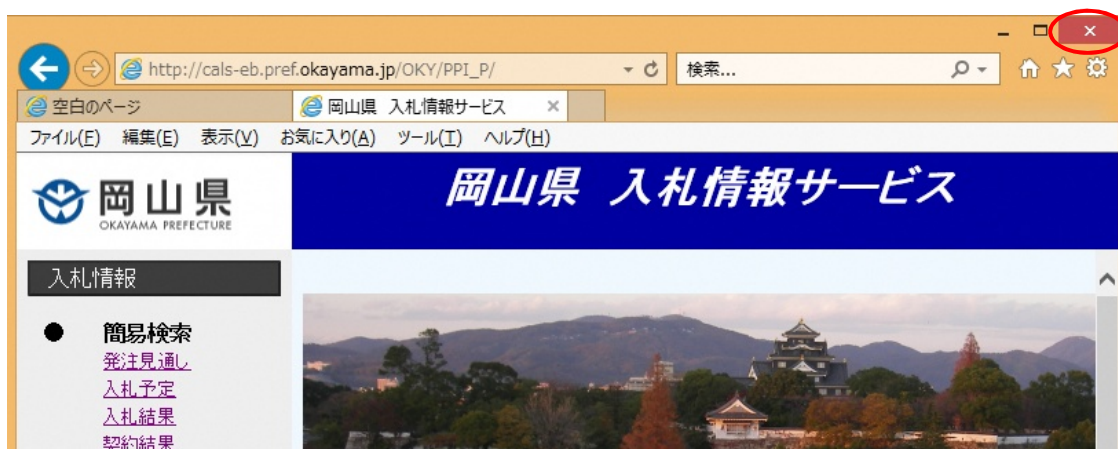 http://cals-eb.pref.okayama.jp/OKY/PPI_P/
検索...
空白のページ
岡山県 入札情報サービス
ファイル(F) 編集(E) 表示(V) お気に入り(A) ツール(T) ヘルプ(H)
岡山県
OKAYAMA PREFECTURE
岡山県 入札情報サービス
入札情報
● 簡易検索
発注見通し
入札予定
入札結果
契約結果